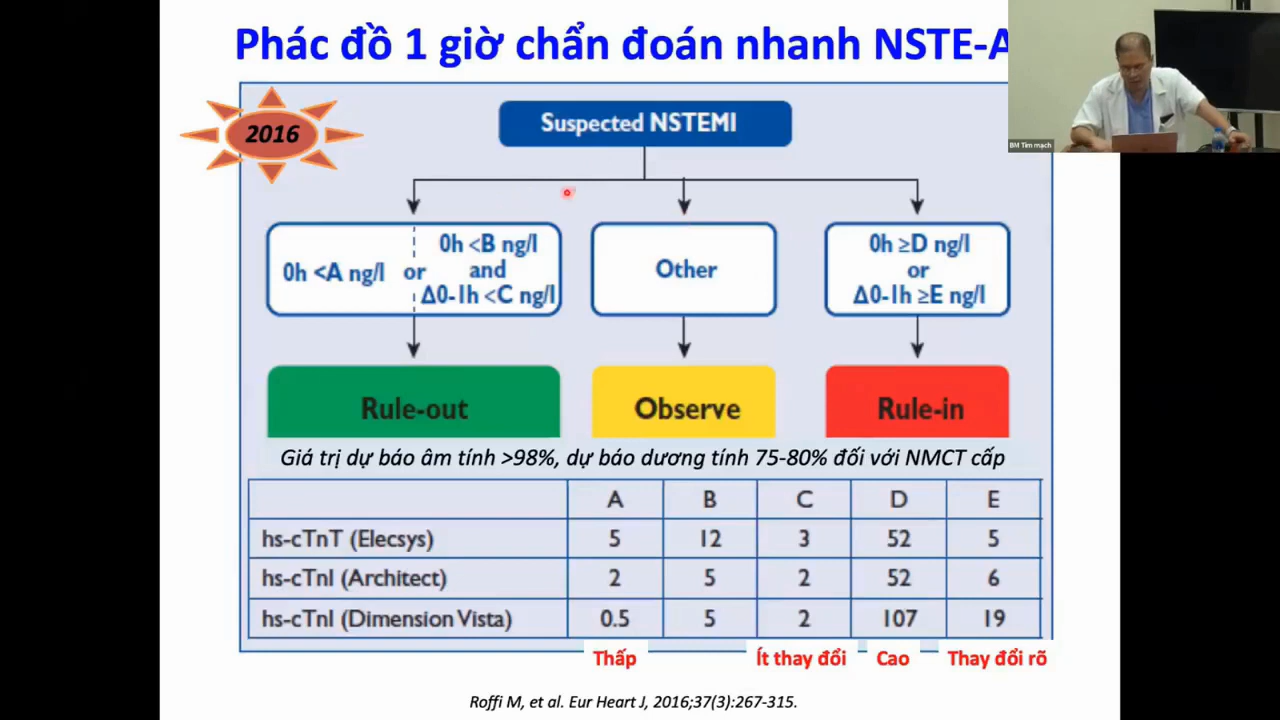 Phác đồ 1 giờ chẩn đoán nhanh NSTE-A
2016
BM Tim mạch
Suspected NSTEMI
0h <A ng/l or 0h <B ng/l and Δ0-1h <C ng/l
Other
0h ≥D ng/l or Δ0-1h ≥E ng/l
Rule-out
Observe
Rule-in
Giá trị dự báo âm tính >98%, dự báo dương tính 75-80% đối với NMCT cấp
A B C D E
hs-cTnT (Elecsys) 5 12 3 52 5
hs-cTnI (Architect) 2 5 2 52 6
hs-cTnI (Dimension Vista) 0.5 5 2 107 19
Thấp Ít thay đổi Cao Thay đổi rõ
Roffi M, et al. Eur Heart J, 2016;37(3):267-315.